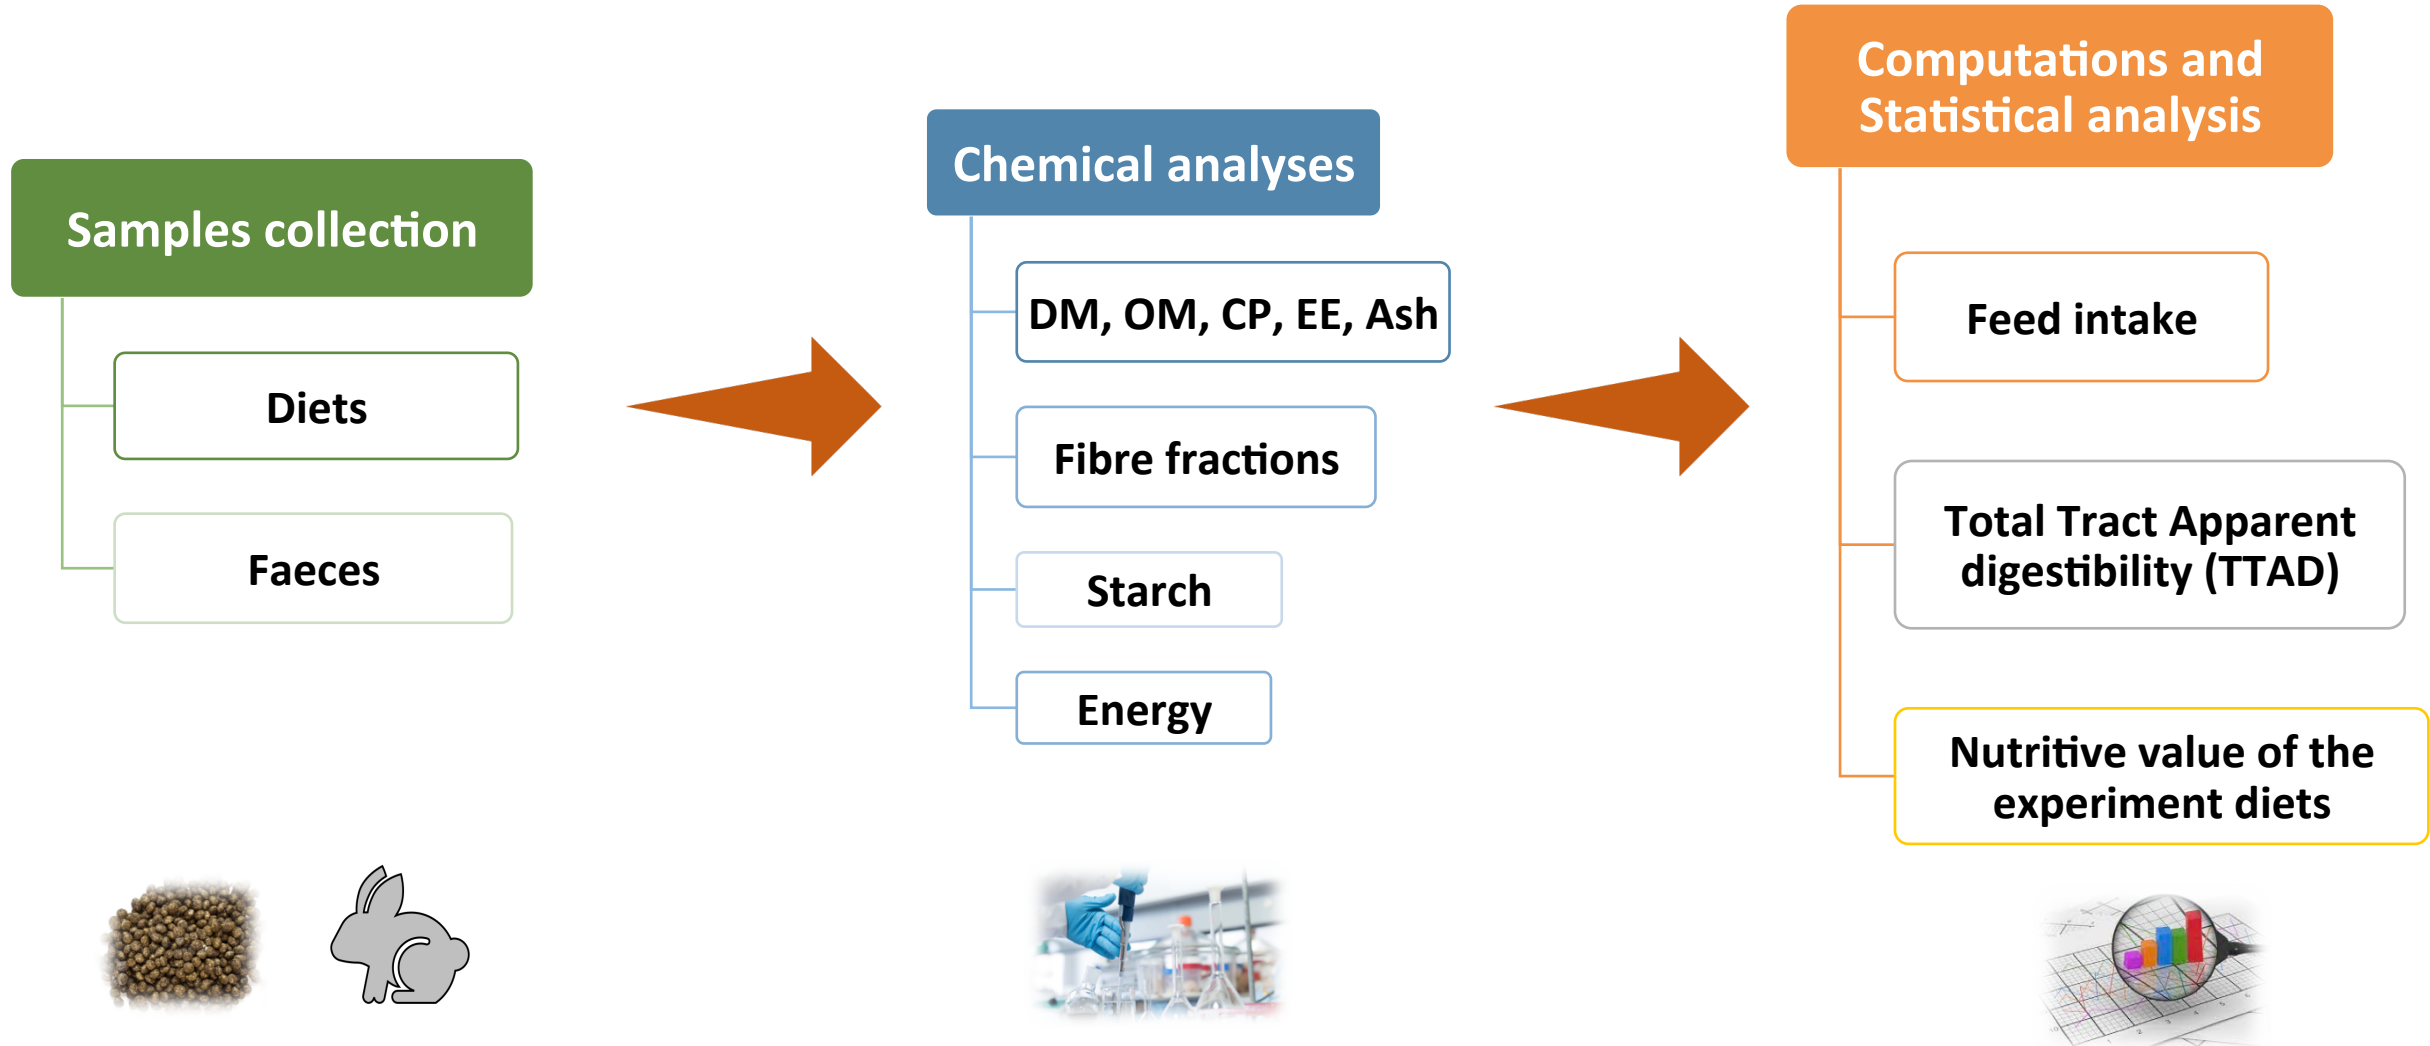 Samples collection
Diets
Faeces
Chemical analyses
DM, OM, CP, EE, Ash
Fibre fractions
Starch
Energy
Computations and
Statistical analysis
Feed intake
Total Tract Apparent
digestibility (TTAD)
Nutritive value of the
experiment diets